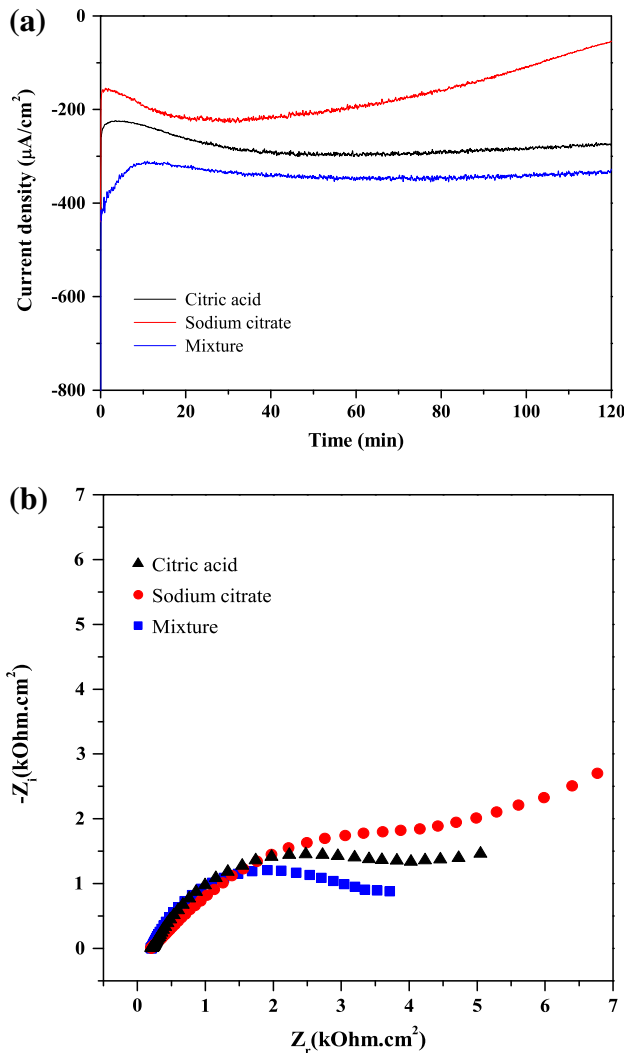 (a)
0
-200
-400
-600
-800
Current density (μA/cm²)
Citric acid
Sodium citrate
Mixture
0 20 40 60 80 100 120
Time (min)
(b)
7
6
5
4
3
2
1
0
-Zi(kOhm.cm²)
Citric acid
Sodium citrate
Mixture
0 1 2 3 4 5 6 7
Zr(kOhm.cm²)